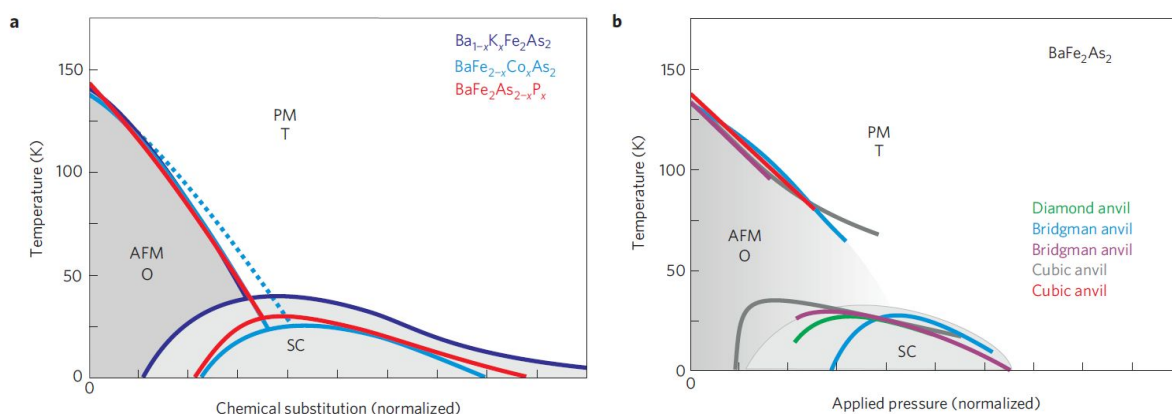 a
Ba1−xKxFe2As2
BaFe2−xCoxAs2
BaFe2As2−xPx
PM
T
AFM
O
SC
150
100
50
0
0
Temperature (K)
Chemical substitution (normalized)
b
BaFe2As2
PM
T
AFM
O
SC
Diamond anvil
Bridgman anvil
Bridgman anvil
Cubic anvil
Cubic anvil
150
100
50
0
0
Temperature (K)
Applied pressure (normalized)